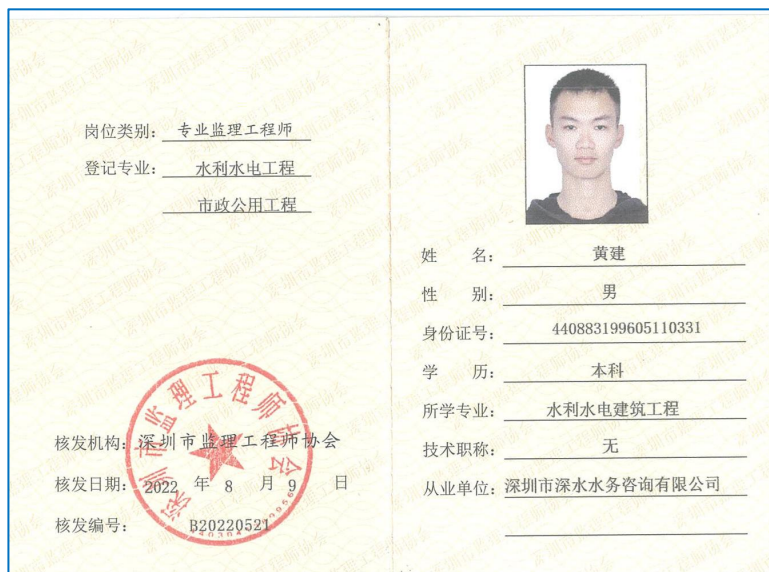 岗位类别: 专业监理工程师
登记专业: 水利水电工程
市政公用工程
核发机构: 深圳市监理工程师协会
核发日期: 2022 年 8 月 9 日
核发编号: B20220521
深圳市监理工程师协会
姓 名: 黄建
性 别: 男
身份证号: 440883199605110331
学 历: 本科
所学专业: 水利水电建筑工程
技术职称: 无
从业单位: 深圳市深水水务咨询有限公司